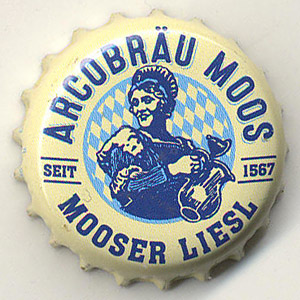 ARCOBRÄU MOOS
SEIT 1567
MOOSER LIESL